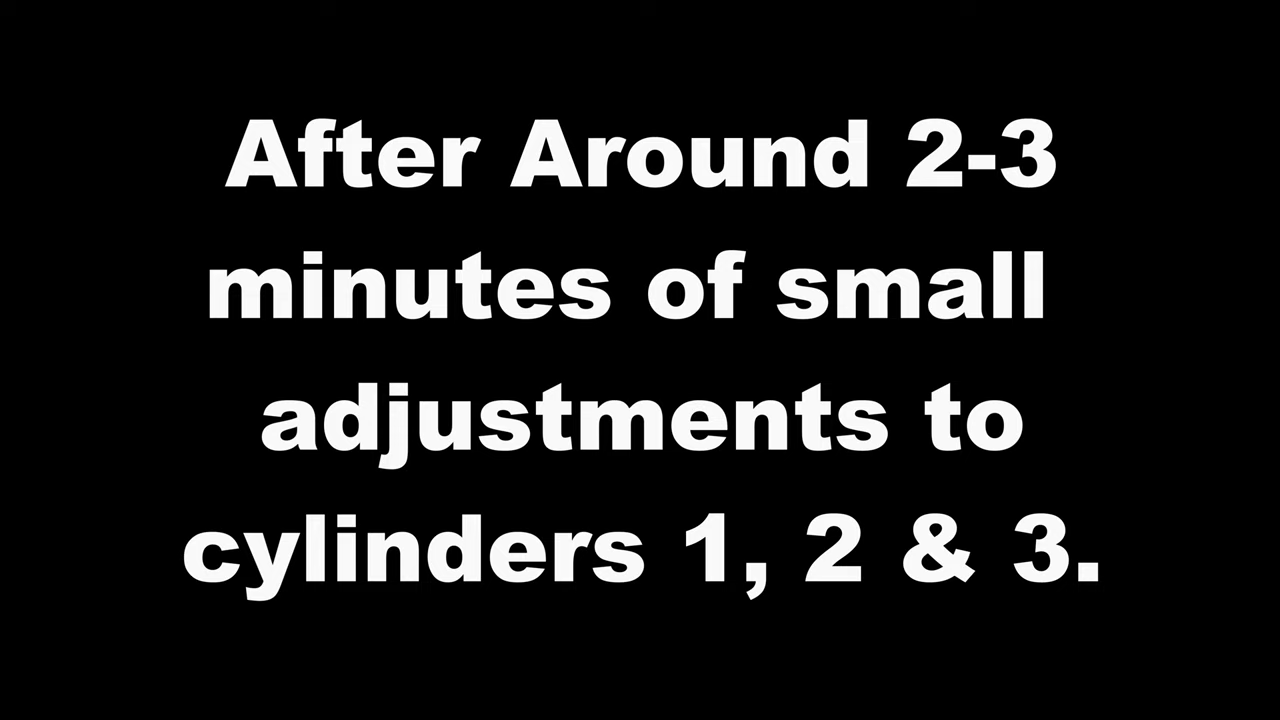 After Around 2-3
minutes of small
adjustments to
cylinders 1, 2 & 3.